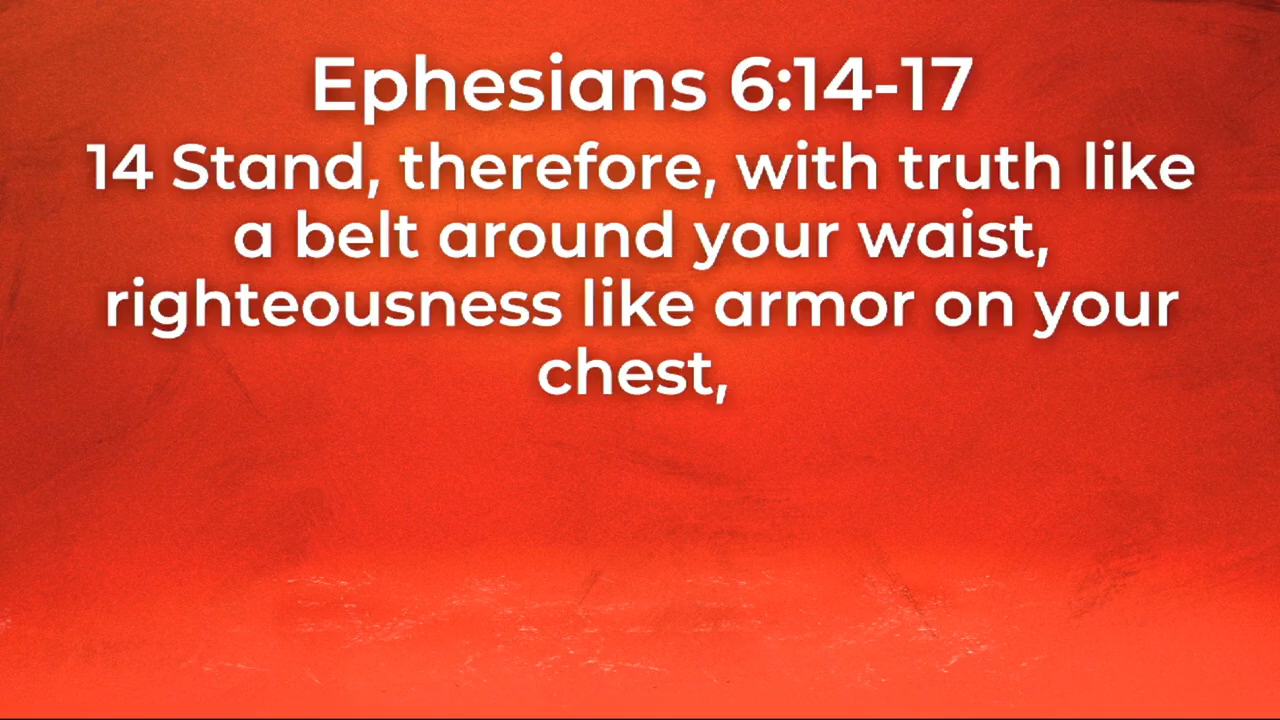 Ephesians 6:14-17
14 Stand, therefore, with truth like
a belt around your waist,
righteousness like armor on your
chest,